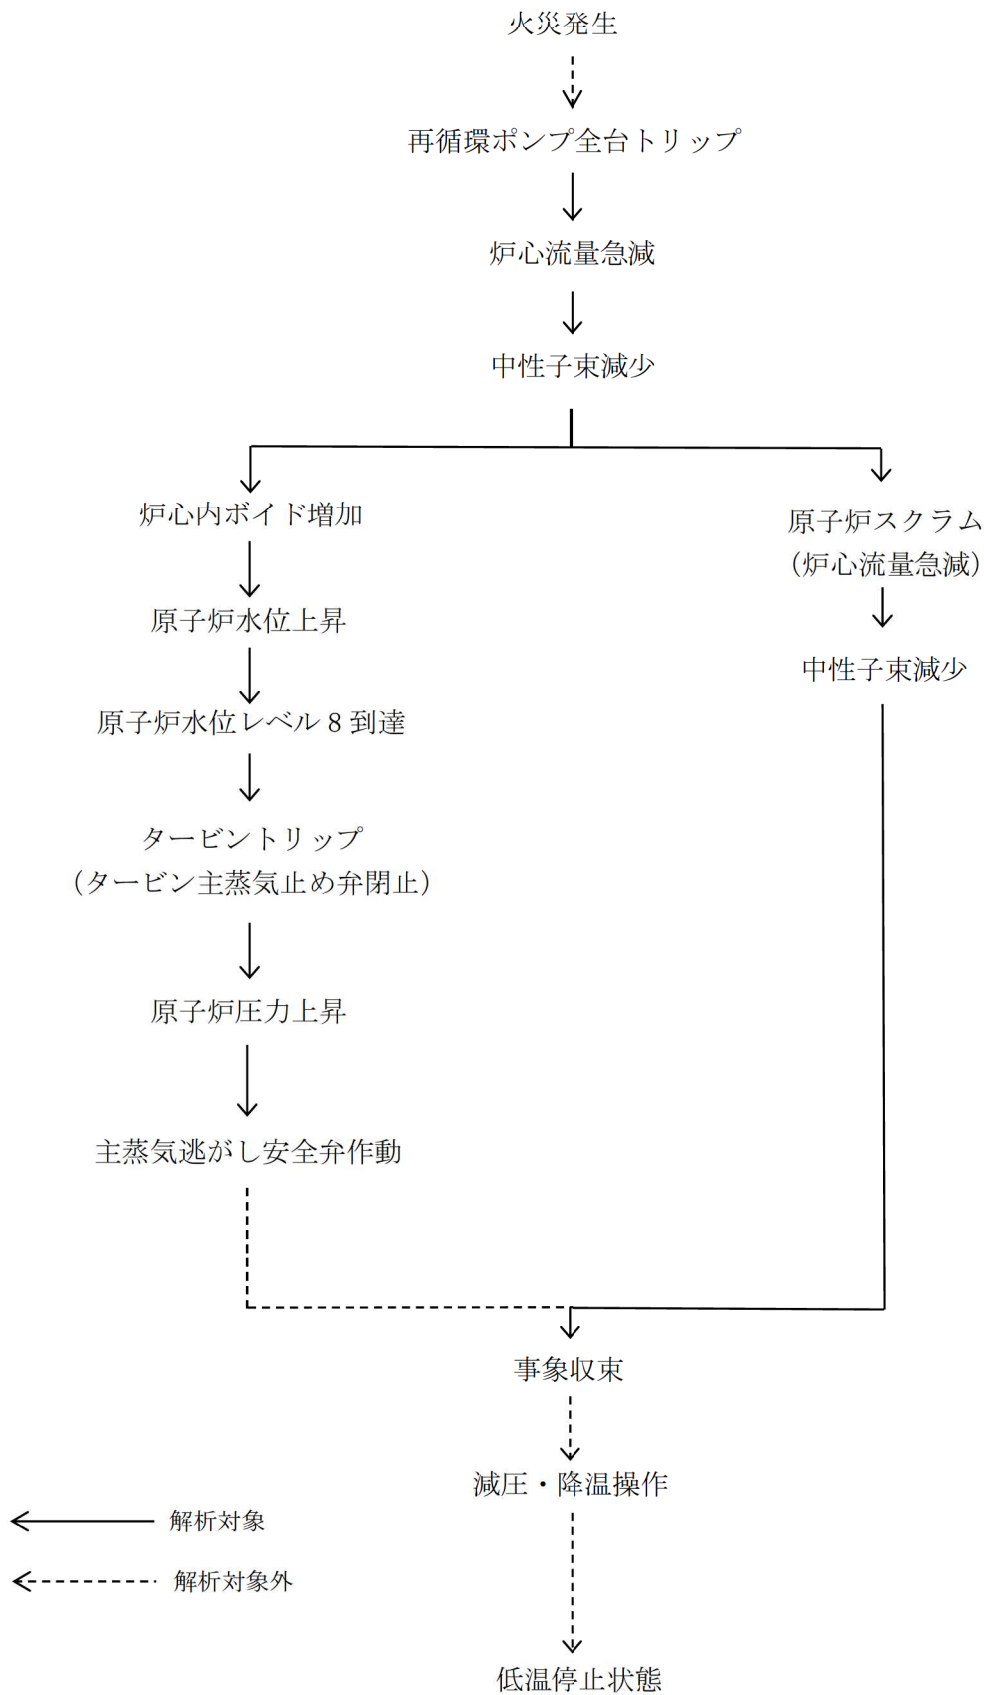 火災発生
再循環ポンプ全台トリップ
炉心流量急減
中性子束減少
炉心内ボイド増加
原子炉水位上昇
原子炉水位レベル８到達
タービントリップ
（タービン主蒸気止め弁閉止）
原子炉圧力上昇
主蒸気逃がし安全弁作動
原子炉スクラム
（炉心流量急減）
中性子束減少
事象収束
減圧・降温操作
低温停止状態
解析対象
解析対象外